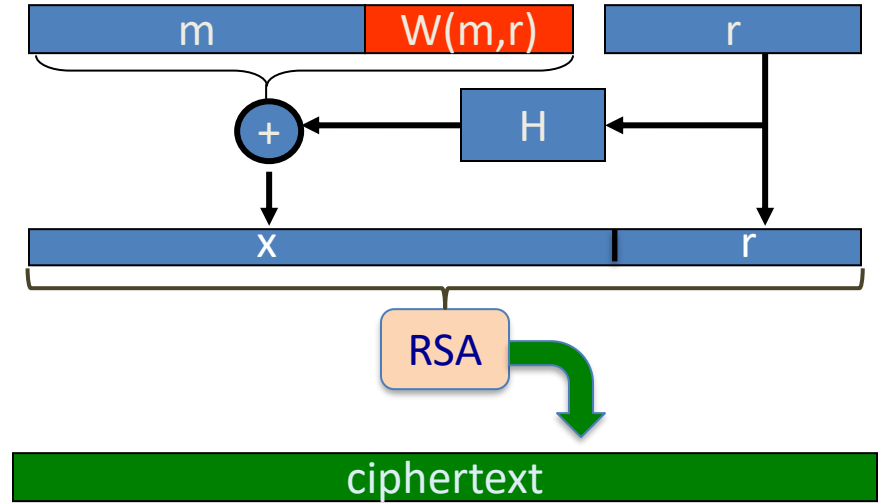 m W(m,r) r
+ H
x r
RSA
ciphertext